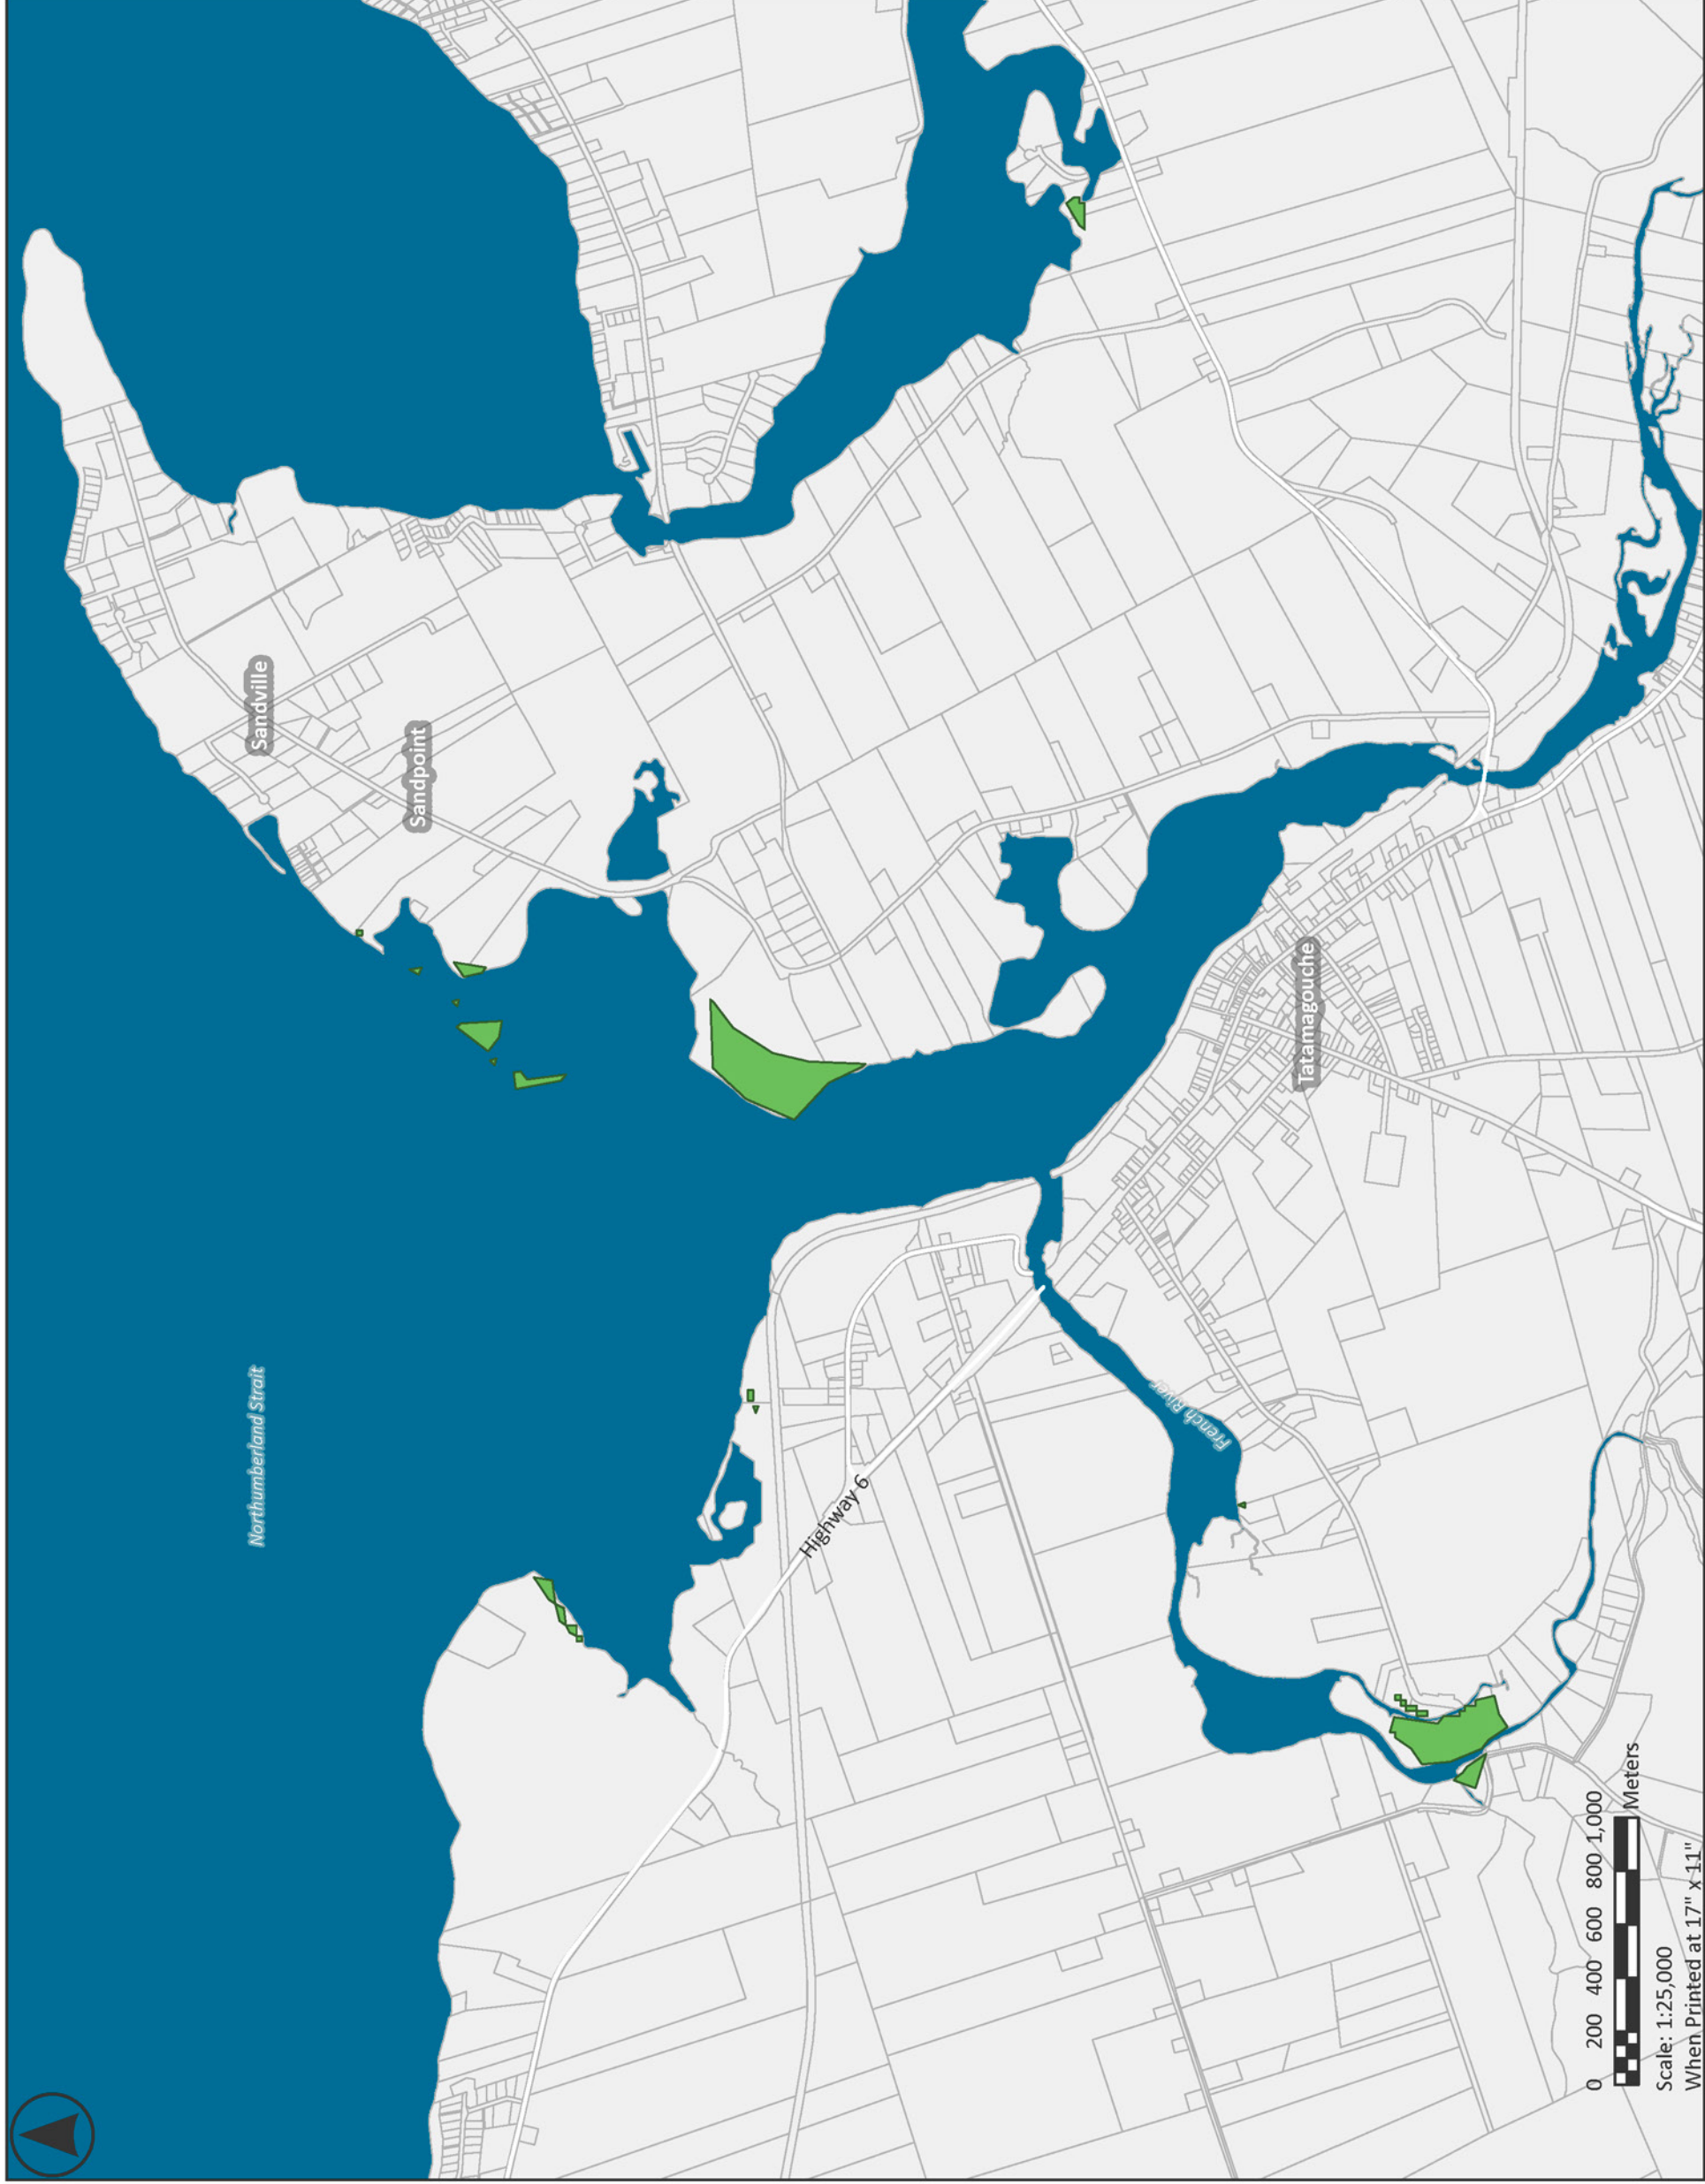 Northumberland Strait
Sandville
Sandpoint
Highway 6
Tatamagouche
French River
0 200 400 600 800 1,000
Meters
Scale: 1:25,000
When Printed at 17" x 11"